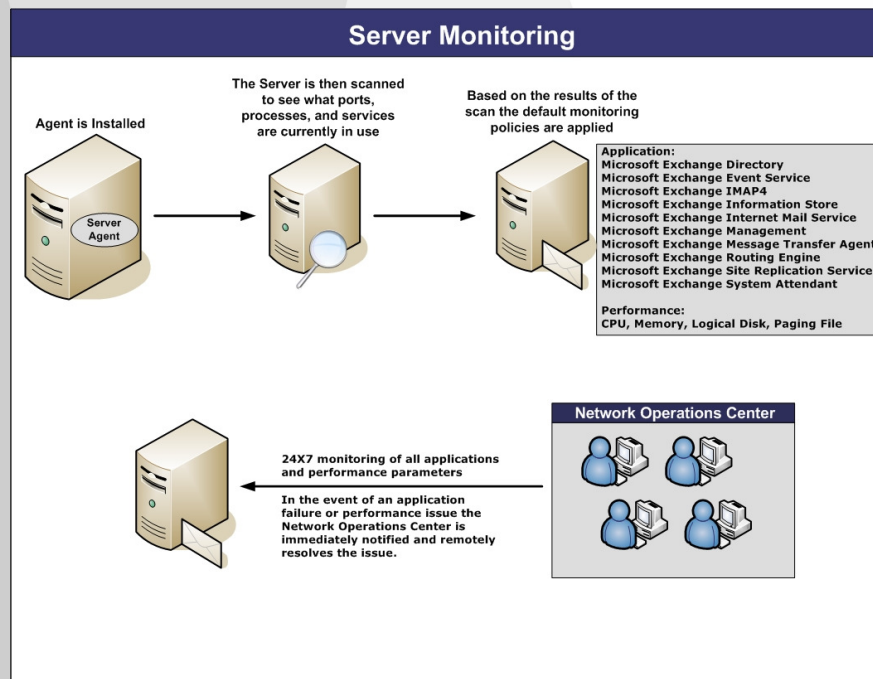 Server Monitoring
Agent is Installed
Server
Agent
The Server is then scanned
to see what ports,
processes, and services
are currently in use
Based on the results of the
scan the default monitoring
policies are applied
Application:
Microsoft Exchange Directory
Microsoft Exchange Event Service
Microsoft Exchange IMAP4
Microsoft Exchange Information Store
Microsoft Exchange Internet Mail Service
Microsoft Exchange Management
Microsoft Exchange Message Transfer Agent
Microsoft Exchange Routing Engine
Microsoft Exchange Site Replication Service
Microsoft Exchange System Attendant
Performance:
CPU, Memory, Logical Disk, Paging File
24X7 monitoring of all applications
and performance parameters
In the event of an application
failure or performance issue the
Network Operations Center is
immediately notified and remotely
resolves the issue.
Network Operations Center